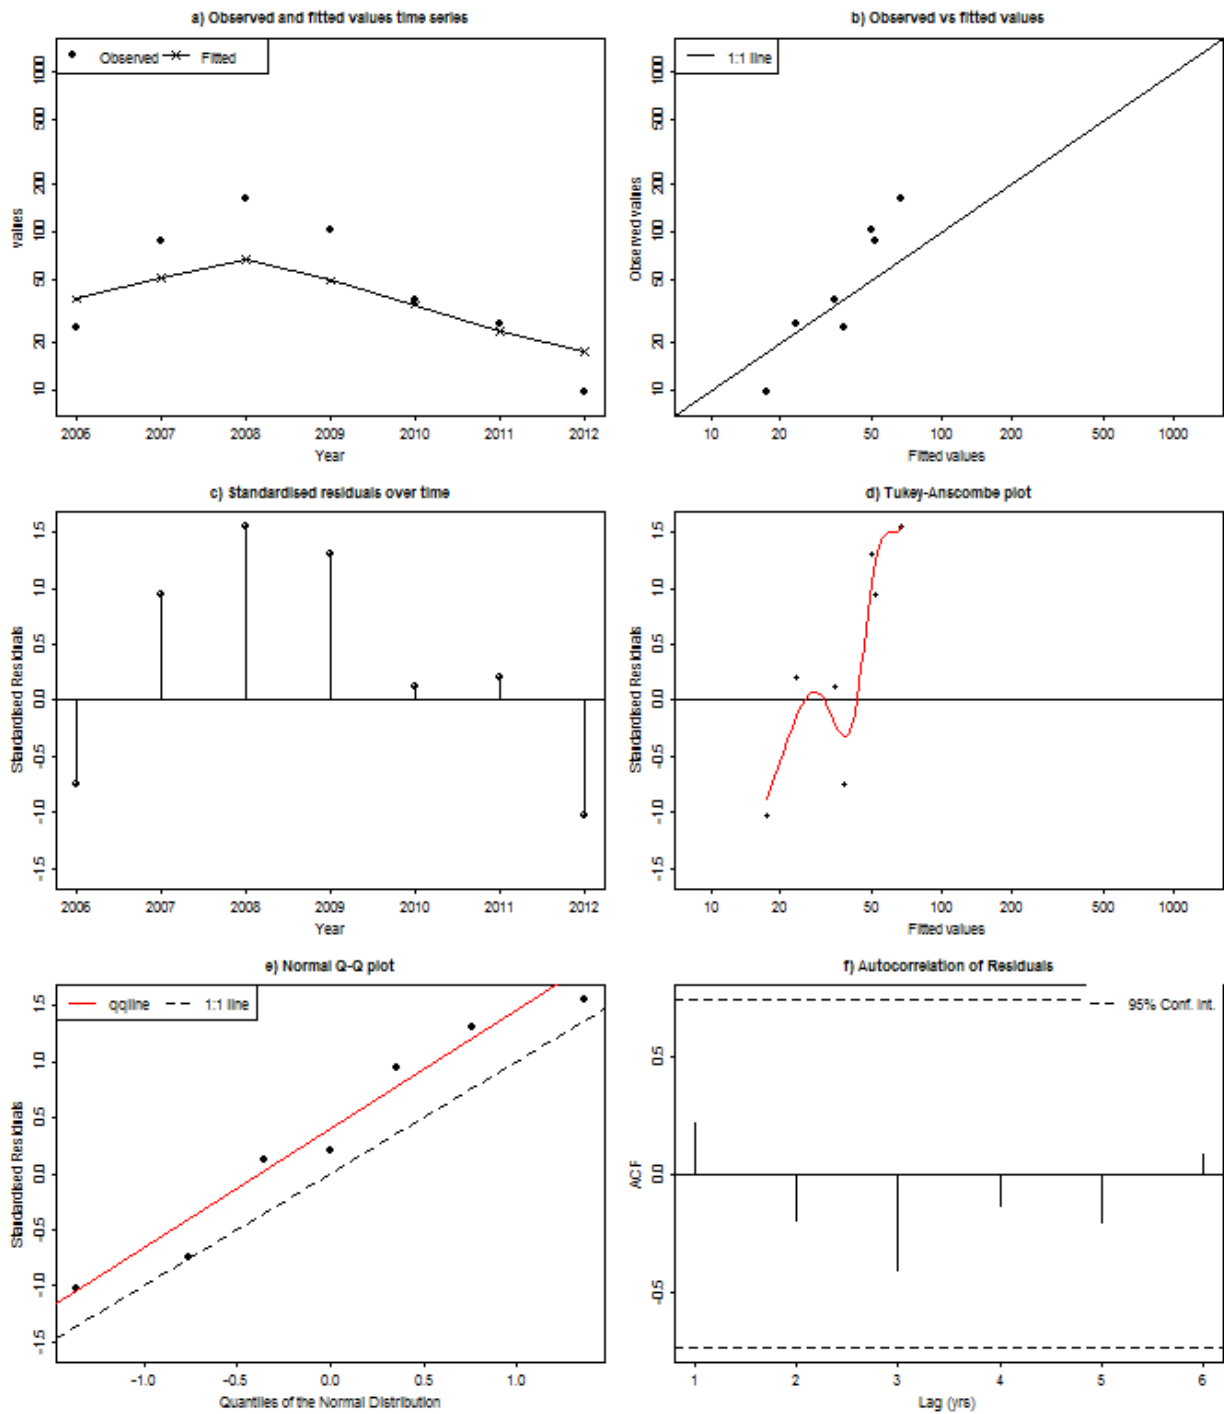 a) Observed and fitted values time series
Observed Fitted
values
1000
500
200
100
50
20
10
2006 2007 2008 2009 2010 2011 2012
Year
b) Observed vs fitted values
1:1 line
Observed values
1000
500
200
100
50
20
10
10 20 50 100 200 500 1000
Fitted values
c) Standardised residuals over time
Standardised Residuals
1.5
1.0
0.5
0.0
-0.5
-1.0
-1.5
2006 2007 2008 2009 2010 2011 2012
Year
d) Tukey-Anscombe plot
Standardised Residuals
1.5
1.0
0.5
0.0
-0.5
-1.0
-1.5
10 20 50 100 200 500 1000
Fitted values
e) Normal Q-Q plot
qqline 1:1 line
Standardised Residuals
1.5
1.0
0.5
0.0
-0.5
-1.0
-1.5
-1.0 -0.5 0.0 0.5 1.0
Quantiles of the Normal Distribution
f) Autocorrelation of Residuals
95% Conf. Int.
ACF
0.5
0.0
-0.5
1 2 3 4 5 6
Lag (yrs)